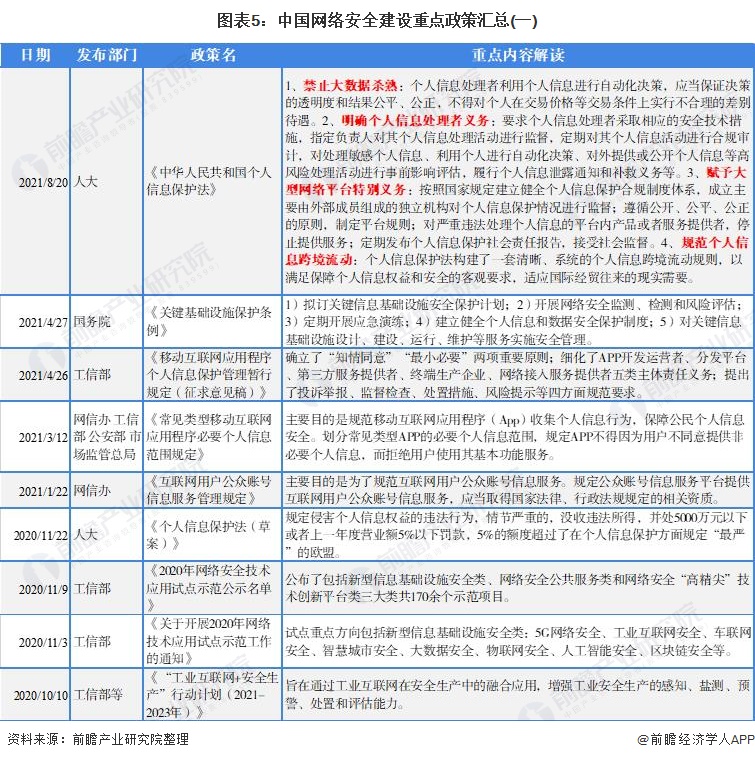 图表5：中国网络安全建设重点政策汇总(一)
日期 发布部门 政策名 重点内容解读
2021/8/20 人大
《中华人民共和国个人
信息保护法》
1、禁止大数据杀熟：个人信息处理者利用个人信息进行自动化决策，应当保证决策
的透明度和结果公平、公正，不得对个人在交易价格等交易条件上实行不合理的差别
待遇。2、明确个人信息处理者义务：要求个人信息处理者采取相应的安全技术措
施，指定负责人对其个人信息处理活动进行监督，定期对其个人信息活动进行合规审
计，对处理敏感个人信息、利用个人进行自动化决策、对外提供或公开个人信息等高
风险处理活动进行事前影响评估，履行个人信息泄露通知和补救义务等。3、赋予大
型网络平台特别义务：按照国家规定建立健全个人信息保护合规制度体系，成立主
要由外部成员组成的独立机构对个人信息保护情况进行监督；遵循公开、公平、公正
的原则，制定平台规则；对严重违法处理个人信息的平台内产品或者服务提供者，停
止提供服务；定期发布个人信息保护社会责任报告，接受社会监督。4、规范个人信
息跨境流动：个人信息保护法构建了一套清晰、系统的个人信息跨境流动规则，以
满足保障个人信息权益和安全的客观要求，适应国际经贸往来的现实需要。
2021/4/27 国务院
《关键基础设施保护条
例》
1）拟订关键信息基础设施安全保护计划；2）开展网络安全监测、检测和风险评估；
3）定期开展应急演练；4）建立健全个人信息和数据安全保护制度；5）对关键信息
基础设施设计、建设、运行、维护等服务实施安全管理。
2021/4/26 工信部
《移动互联网应用程序
个人信息保护管理暂行
规定（征求意见稿）》
确立了“知情同意”“最小必要”两项重要原则；细化了APP开发运营者、分发平台
、第三方服务提供者、终端生产企业、网络接入服务提供者五类主体责任义务；提出
了投诉举报、监督检查、处置措施、风险提示等四方面规范要求。
2021/3/12
网信办 工信
部 公安部 市
场监管总局
《常见类型移动互联网
应用程序必要个人信息
范围规定》
主要目的是规范移动互联网应用程序（App）收集个人信息行为，保障公民个人信息
安全。划分常见类型APP的必要个人信息范围，规定APP不得因为用户不同意提供非
必要个人信息，而拒绝用户使用其基本功能服务。
2021/1/22 网信办
《互联网用户公众账号
信息服务管理规定》
主要目的是为了规范互联网用户公众账号信息服务。规定公众账号信息服务平台提供
互联网用户公众账号信息服务，应当取得国家法律、行政法规规定的相关资质。
2020/11/22 人大
《个人信息保护法（草
案）》
规定侵害个人信息权益的违法行为，情节严重的，没收违法所得，并处5000万元以下
或者上一年度营业额5%以下罚款，5%的额度超过了在个人信息保护方面规定“最
严”的欧盟。
2020/11/9 工信部
《2020年网络安全技术
应用试点示范公示名单
》
公布了包括新型信息基础设施安全类、网络安全公共服务类和网络安全“高精尖”技
术创新平台类三大类共170余个示范项目。
2020/11/3 工信部
《关于开展2020年网络
技术应用试点示范工作
的通知》
试点重点方向包括新型信息基础设施安全类；5G网络安全、工业互联网安全、车联网
安全、智慧城市安全、大数据安全、物联网安全、人工智能安全、区块链安全等。
2020/10/10 工信部等
《“工业互联网+安全生
产”行动计划（2021–
2023年）》
旨在通过工业互联网在安全生产中的融合应用，增强工业安全生产的感知、监测、预
警、处置和评估能力。
资料来源：前瞻产业研究院整理 @前瞻经济学人APP